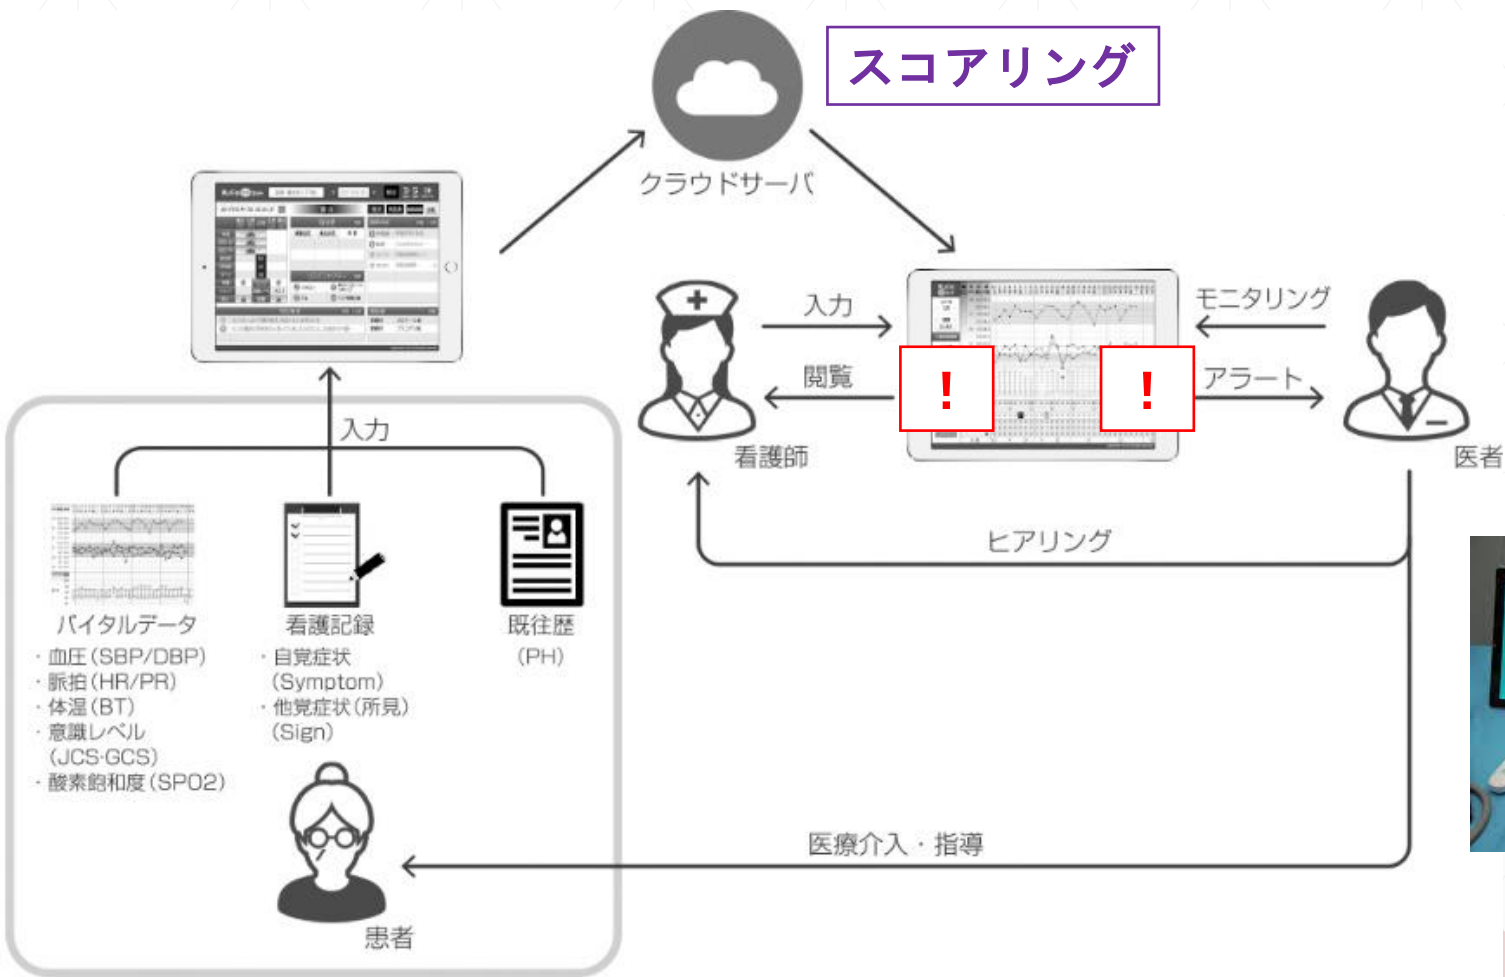 スコアリング
クラウドサーバ
入力
モニタリング
閲覧
!
!
アラート
看護師
医者
入力
ヒアリング
バイタルデータ
・血圧(SBP/DBP)
・脈拍(HR/PR)
・体温(BT)
・意識レベル
(JCS·GCS)
・酸素飽和度(SPO2)
看護記録
・自覚症状
(Symptom)
・他覚症状(所見)
(Sign)
既往歴
(PH)
医療介入・指導
患者